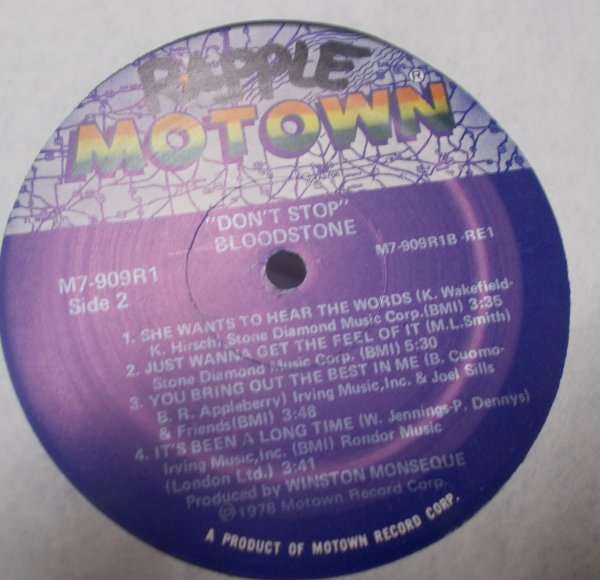 RAPPLE
MOTOWN®
"DON'T STOP"
BLOODSTONE
M7-909R1
Side 2
M7-909R1B-RE1
1. SHE WANTS TO HEAR THE WORDS (K. Wakefield-
K. Hirsch) Stone Diamond Music Corp.(BMI) 3:35
2. JUST WANNA GET THE FEEL OF IT (M.L.Smith)
Stone Diamond Music Corp. (BMI) 5:30
3. YOU BRING OUT THE BEST IN ME (B. Cuomo-
B. R. Appleberry) Irving Music,Inc. & Joel Sills
& Friends(BMI) 3:48
4. IT'S BEEN A LONG TIME (W. Jennings-P. Dennys)
Irving Music,Inc. (BMI) Rondor Music
(London Ltd.) 3:41
Produced by WINSTON MONSEQUE
℗1978 Motown Record Corp.
A PRODUCT OF MOTOWN RECORD CORP.